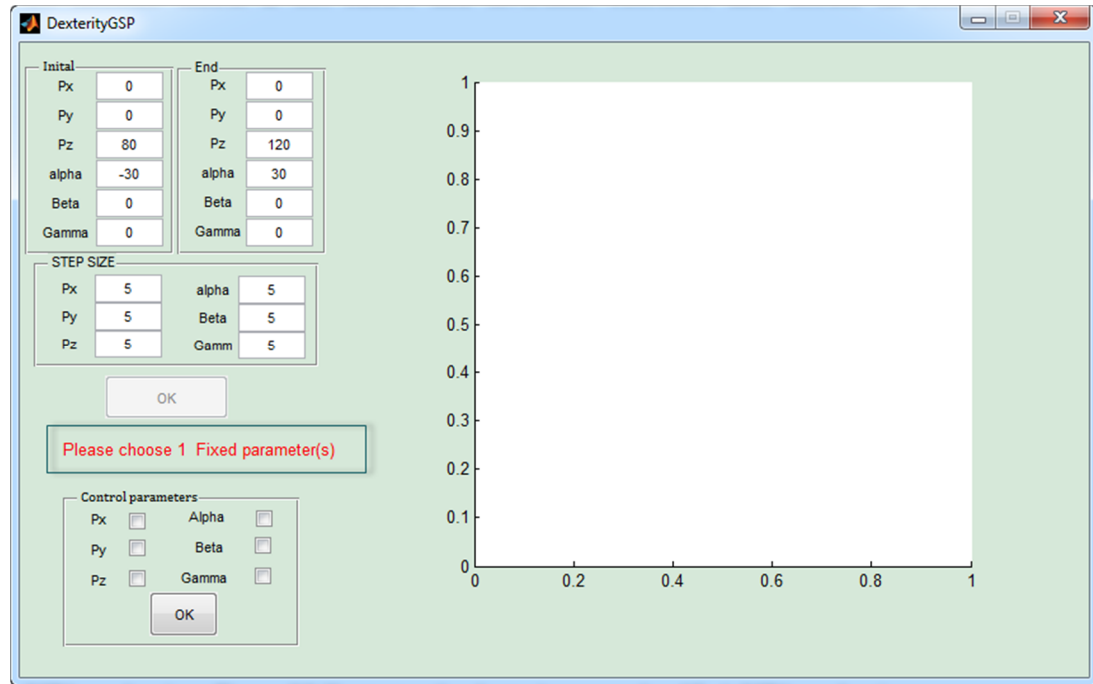 DexterityGSP
Inital
Px 0
Py 0
Pz 80
alpha -30
Beta 0
Gamma 0
End
Px 0
Py 0
Pz 120
alpha 30
Beta 0
Gamma 0
STEP SIZE
Px 5 alpha 5
Py 5 Beta 5
Pz 5 Gamm 5
OK
Please choose 1 Fixed parameter(s)
Control parameters
Px Alpha
Py Beta
Pz Gamma
OK
1
0.9
0.8
0.7
0.6
0.5
0.4
0.3
0.2
0.1
0
0 0.2 0.4 0.6 0.8 1